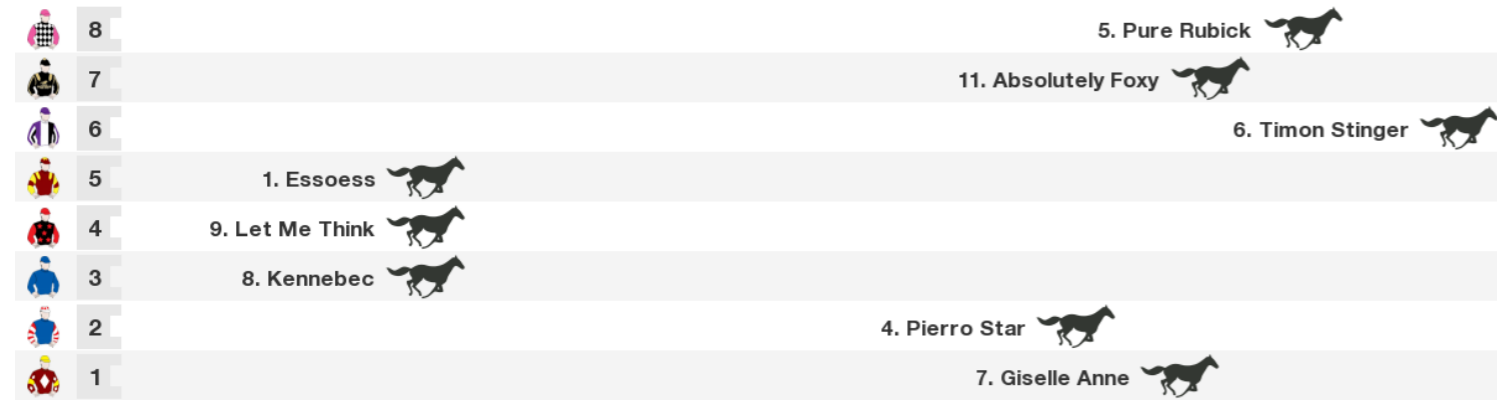 8 5. Pure Rubick
7 11. Absolutely Foxy
6 6. Timon Stinger
5 1. Essoess
4 9. Let Me Think
3 8. Kennebec
2 4. Pierro Star
1 7. Giselle Anne